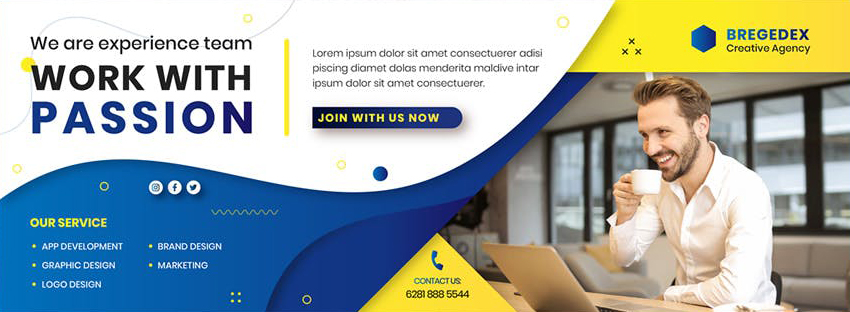 We are experience team
WORK WITH
PASSION
Lorem ipsum dolor sit amet consectuerer adisi
piscing diamet dolas menderita maldive intar
ipsum dolor sit amet consectuerer.
JOIN WITH US NOW
BREGEDEX
Creative Agency
OUR SERVICE
APP DEVELOPMENT
GRAPHIC DESIGN
LOGO DESIGN
BRAND DESIGN
MARKETING
CONTACT US:
6281 888 5544